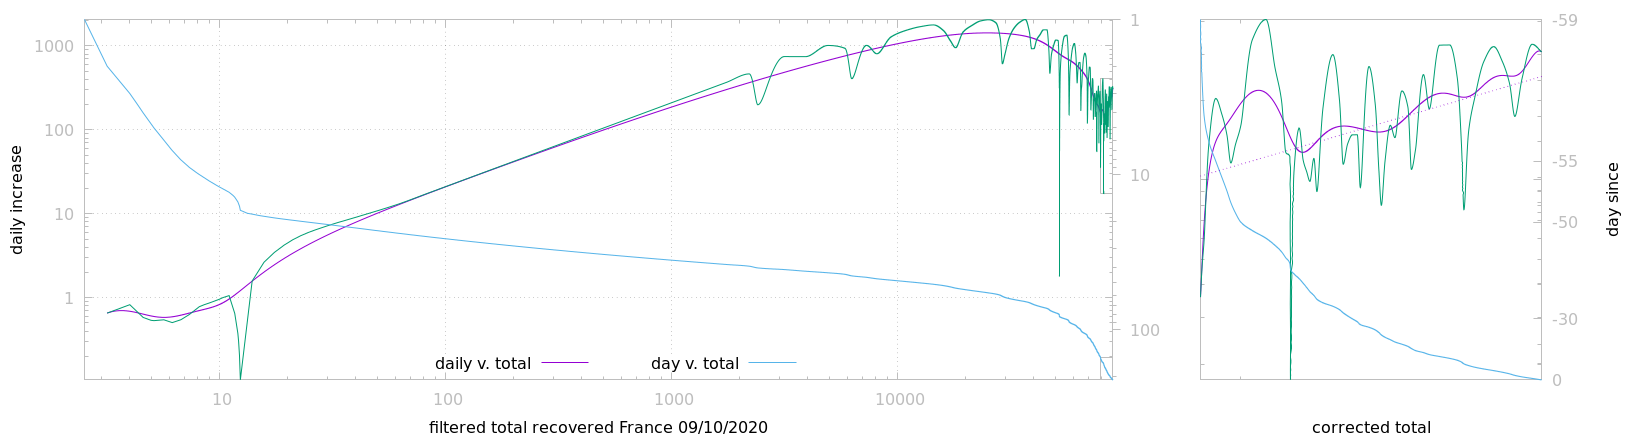 daily increase
1000
100
10
1
10
100
1000
10000
1
10
100
daily v. total
day v. total
filtered total recovered France 09/10/2020
-59
-55
-50
-30
0
day since
corrected total